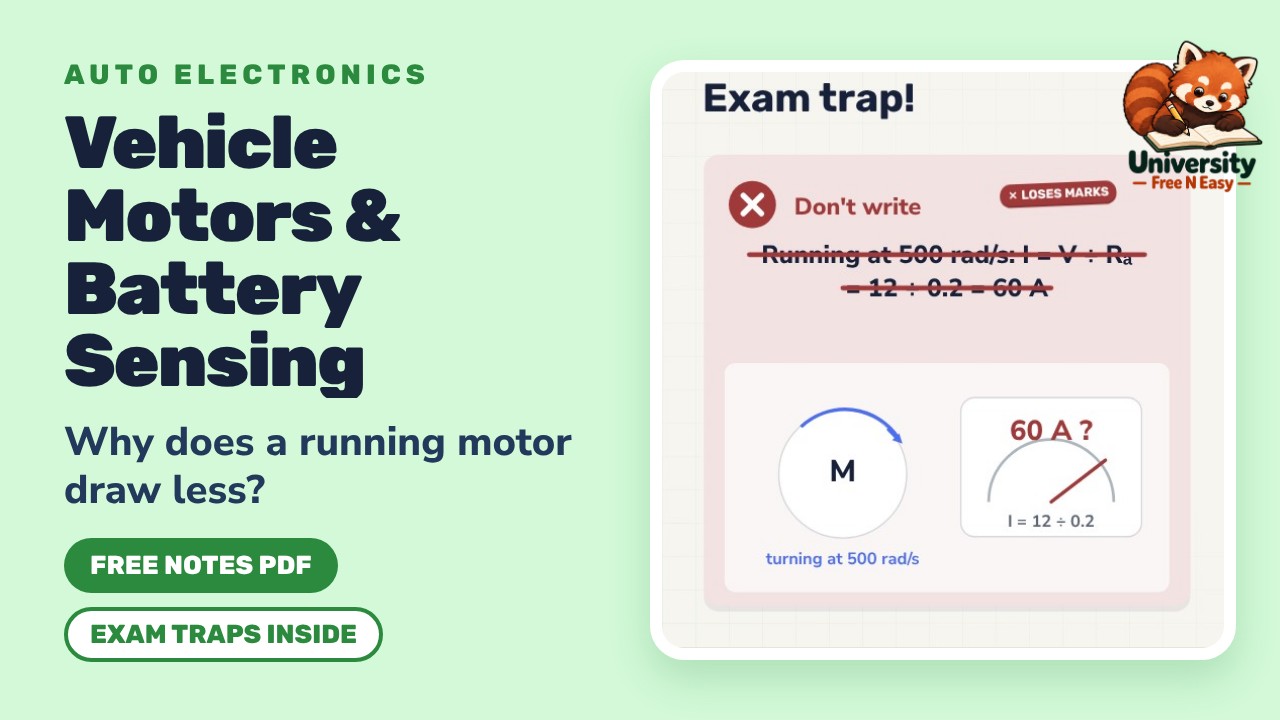 AUTO ELECTRONICS
Vehicle
Motors &
Battery
Sensing
Why does a running motor
draw less?
FREE NOTES PDF
EXAM TRAPS INSIDE
Exam trap!
Don't write
× LOSES MARKS
Running at 500 rad/s: I = V ÷ Rₐ
= 12 ÷ 0.2 = 60 A
M
turning at 500 rad/s
60 A ?
I = 12 ÷ 0.2
University
Free N Easy